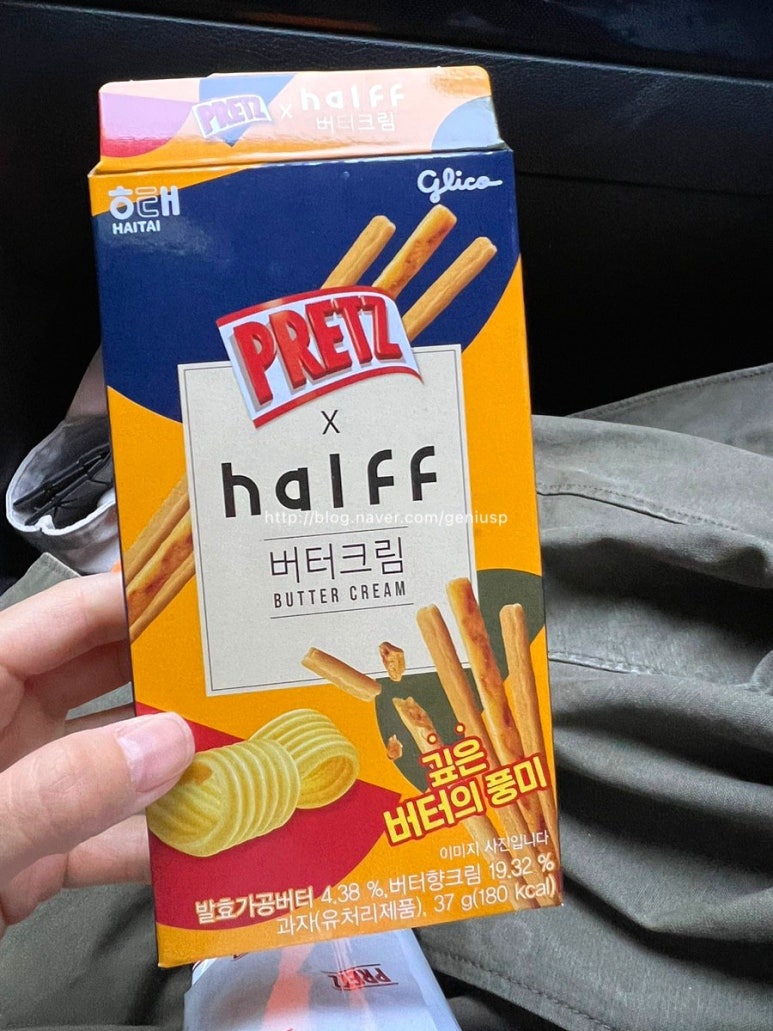 PRETZ x halff
버터크림
해태
HAITAI
Glico
PRETZ
X
halff
http://blog.naver.com/geniusp
버터크림
BUTTER CREAM
깊은
버터의 풍미
이미지 사진입니다
발효가공버터 4.38 %, 버터향크림 19.32 %
과자(유처리제품), 37 g(180 kcal)
PRETZ